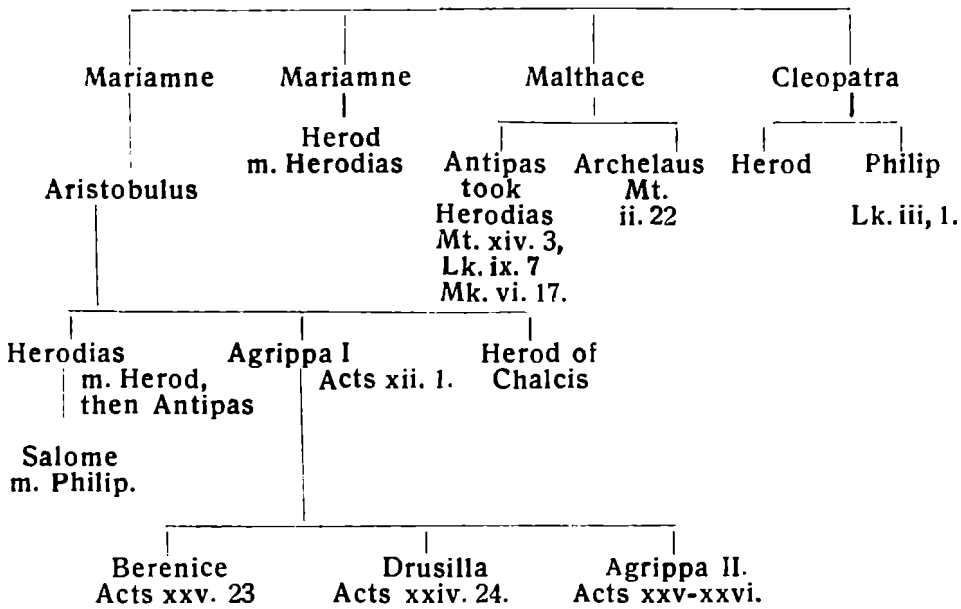 Mariamne Mariamne Malthace Cleopatra
Herod
m. Herodias
Antipas
took
Herodias
Mt. xiv. 3,
Lk. ix. 7
Mk. vi. 17.
Archelaus
Mt.
ii. 22
Herod
Philip
Lk. iii, 1.
Aristobulus
Herodias
m. Herod,
then Antipas
Agrippa I
Acts xii. 1.
Herod of
Chalcis
Salome
m. Philip.
Berenice
Acts xxv. 23
Drusilla
Acts xxiv. 24.
Agrippa II.
Acts xxv-xxvi.